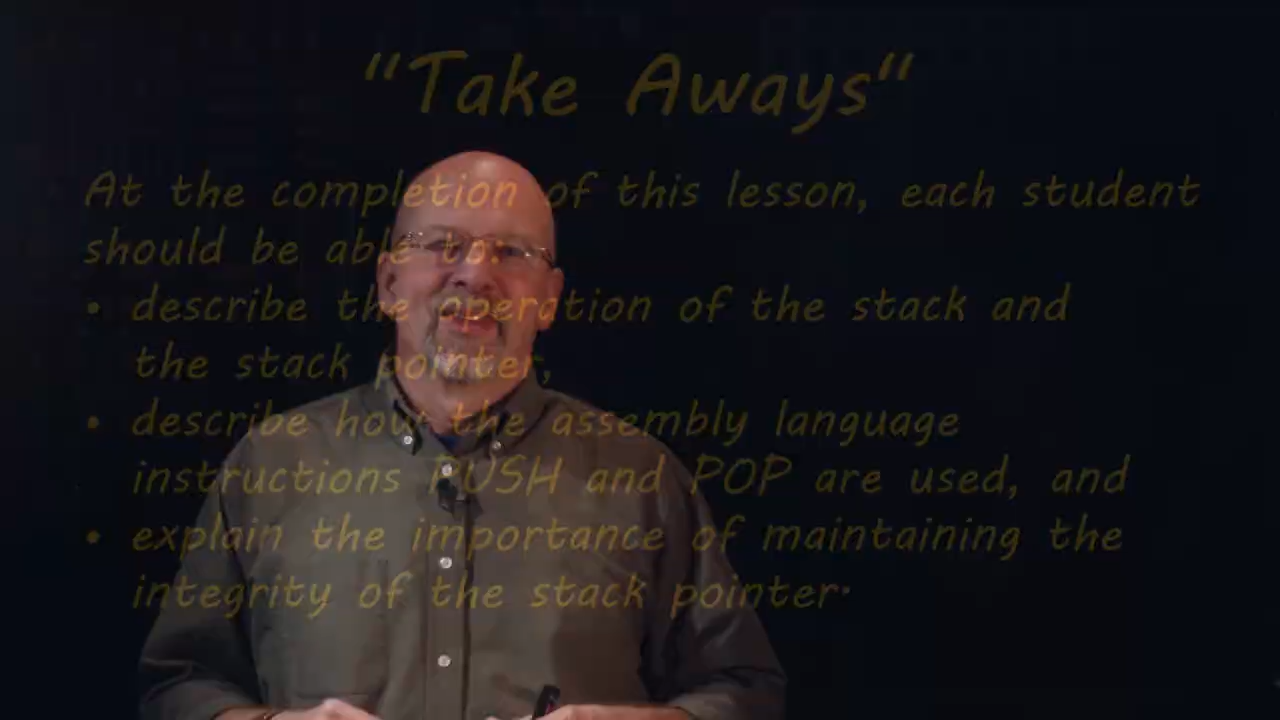 “Take Aways“
At the completion of this lesson, each student
should be able to:
• describe the operation of the stack and
the stack pointer,
• describe how the assembly language
instructions PUSH and POP are used, and
• explain the importance of maintaining the
integrity of the stack pointer.